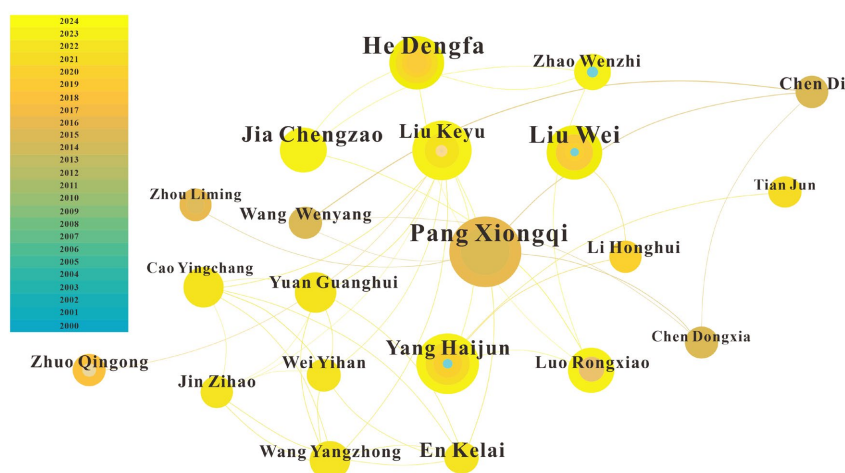 2024
2023
2022
2021
2020
2019
2018
2017
2016
2015
2014
2013
2012
2011
2010
2009
2008
2007
2006
2005
2004
2003
2002
2001
2000
He Dengfa
Zhao Wenzhi
Chen Di
Jia Chengzao
Liu Keyu
Liu Wei
Tian Jun
Zhou Liming
Wang Wenyang
Pang Xiongqi
Li Honghui
Cao Yingchang
Yuan Guanghui
Chen Dongxia
Zhuo Qingong
Wei Yihan
Yang Haijun
Luo Rongxiao
Jin Zihao
Wang Yangzhong
En Kelai